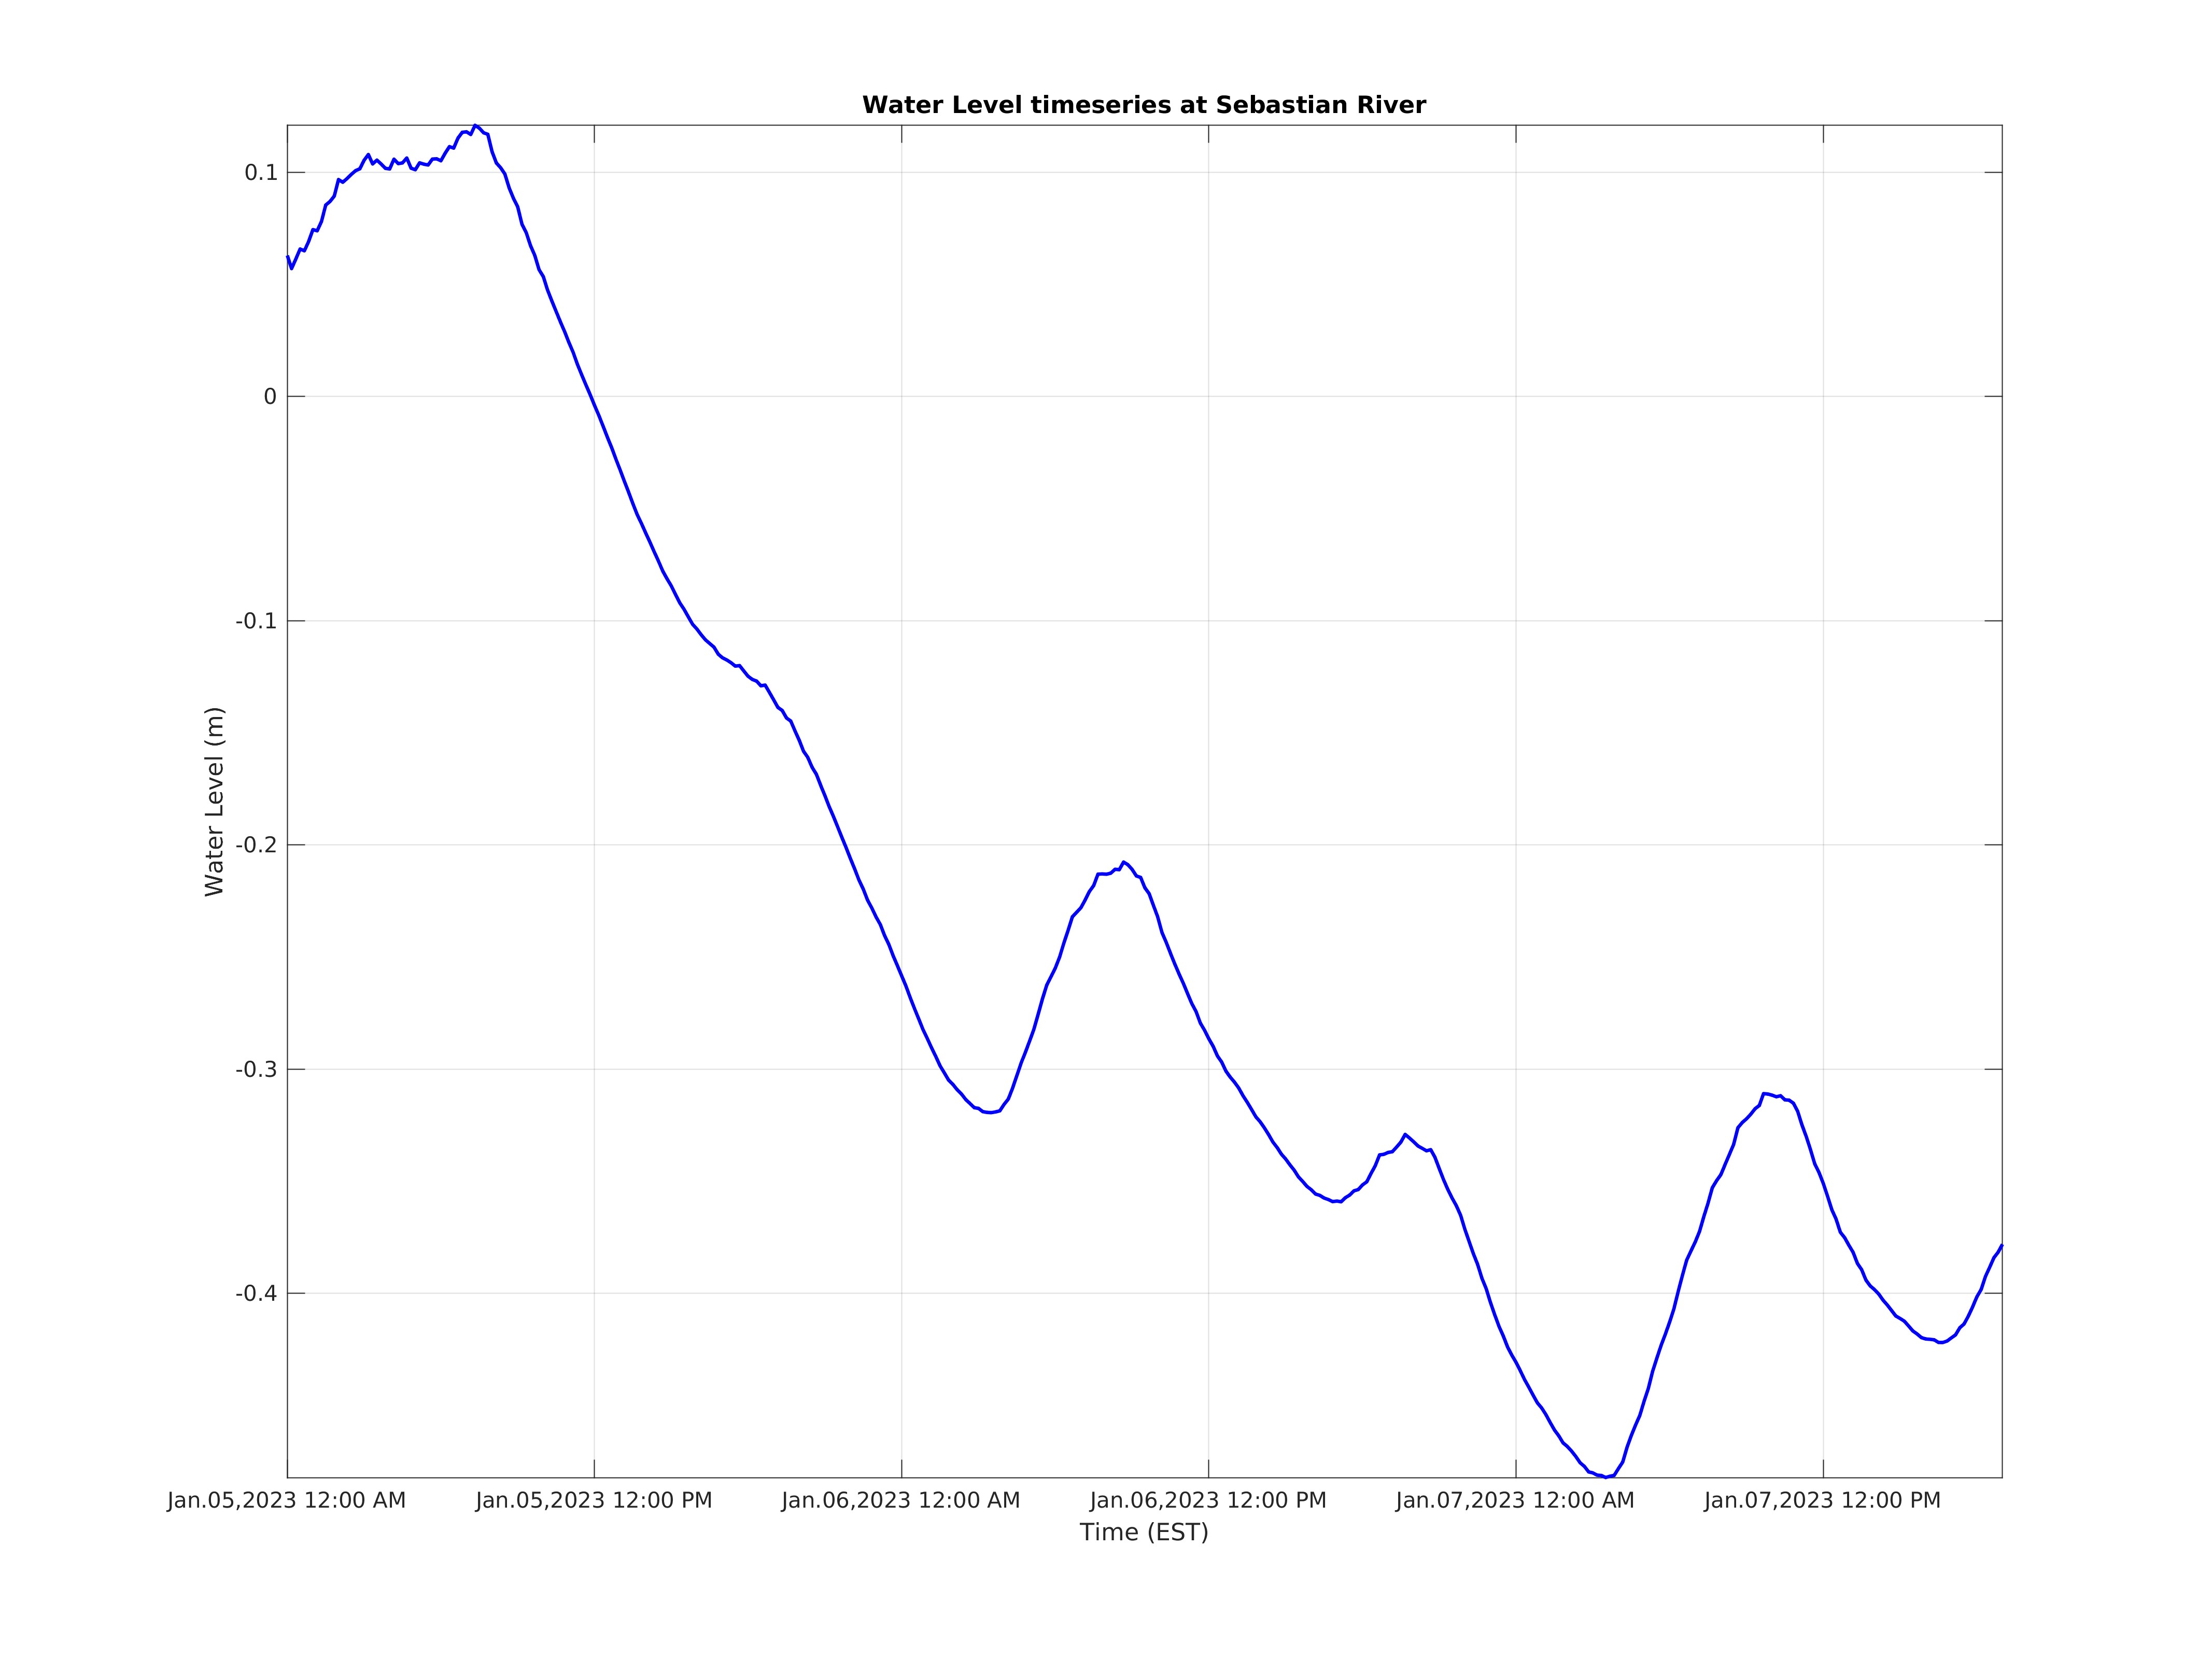 Water Level timeseries at Sebastian River
0.1
0
-0.1
-0.2
-0.3
-0.4
Water Level (m)
Jan.05,2023 12:00 AM
Jan.05,2023 12:00 PM
Jan.06,2023 12:00 AM
Jan.06,2023 12:00 PM
Jan.07,2023 12:00 AM
Jan.07,2023 12:00 PM
Time (EST)